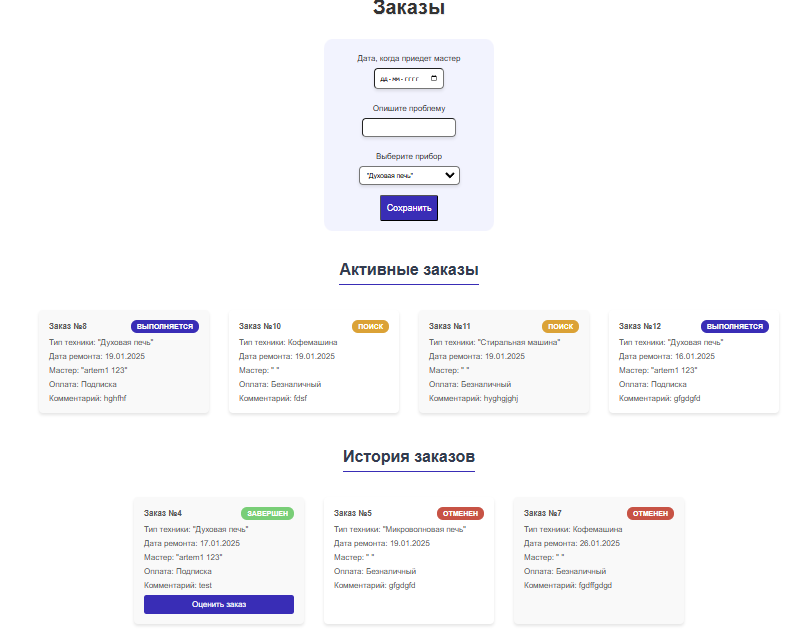 Заказы
Дата, когда приедет мастер
дд-мм-гггг
Опишите проблему
Выберите прибор
"Духовая печь"
Сохранить
Активные заказы
Заказ №8 ВЫПОЛНЯЕТСЯ
Тип техники: "Духовая печь"
Дата ремонта: 19.01.2025
Мастер: "artem1 123"
Оплата: Подписка
Комментарий: hghfhf
Заказ №10 ПОИСК
Тип техники: Кофемашина
Дата ремонта: 19.01.2025
Мастер: " "
Оплата: Безналичный
Комментарий: fdsf
Заказ №11 ПОИСК
Тип техники: "Стиральная машина"
Дата ремонта: 19.01.2025
Мастер: " "
Оплата: Безналичный
Комментарий: hyghgjghj
Заказ №12 ВЫПОЛНЯЕТСЯ
Тип техники: "Духовая печь"
Дата ремонта: 16.01.2025
Мастер: "artem1 123"
Оплата: Подписка
Комментарий: gfgdgfd
История заказов
Заказ №4 ЗАВЕРШЕН
Тип техники: "Духовая печь"
Дата ремонта: 17.01.2025
Мастер: "artem1 123"
Оплата: Подписка
Комментарий: test
Оценить заказ
Заказ №5 ОТМЕНЕН
Тип техники: "Микроволновая печь"
Дата ремонта: 19.01.2025
Мастер: " "
Оплата: Безналичный
Комментарий: gfgdgfd
Заказ №7 ОТМЕНЕН
Тип техники: Кофемашина
Дата ремонта: 26.01.2025
Мастер: " "
Оплата: Безналичный
Комментарий: fgdffgdgd